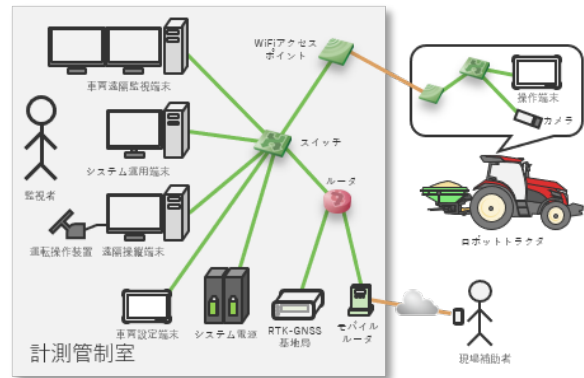 WiFiアクセス
ポイント
車両遠隔監視端末
操作端末
カメラ
スイッチ
システム運用端末
ルータ
監視者
運転操作装置
遠隔操縦端末
ロボットトラクタ
車両設定端末
システム電源
RTK-GNSS
基地局
モバイル
ルータ
計測管制室
現場補助者